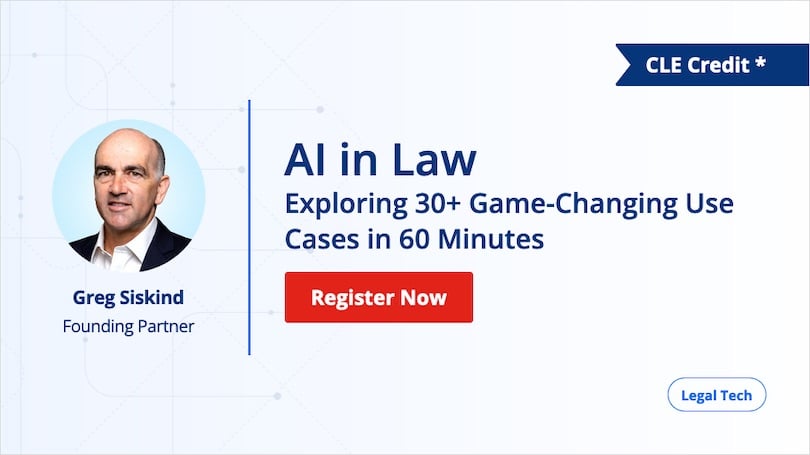 CLE Credit *
AI in Law
Exploring 30+ Game-Changing Use
Cases in 60 Minutes
Register Now
Greg Siskind
Founding Partner
Legal Tech